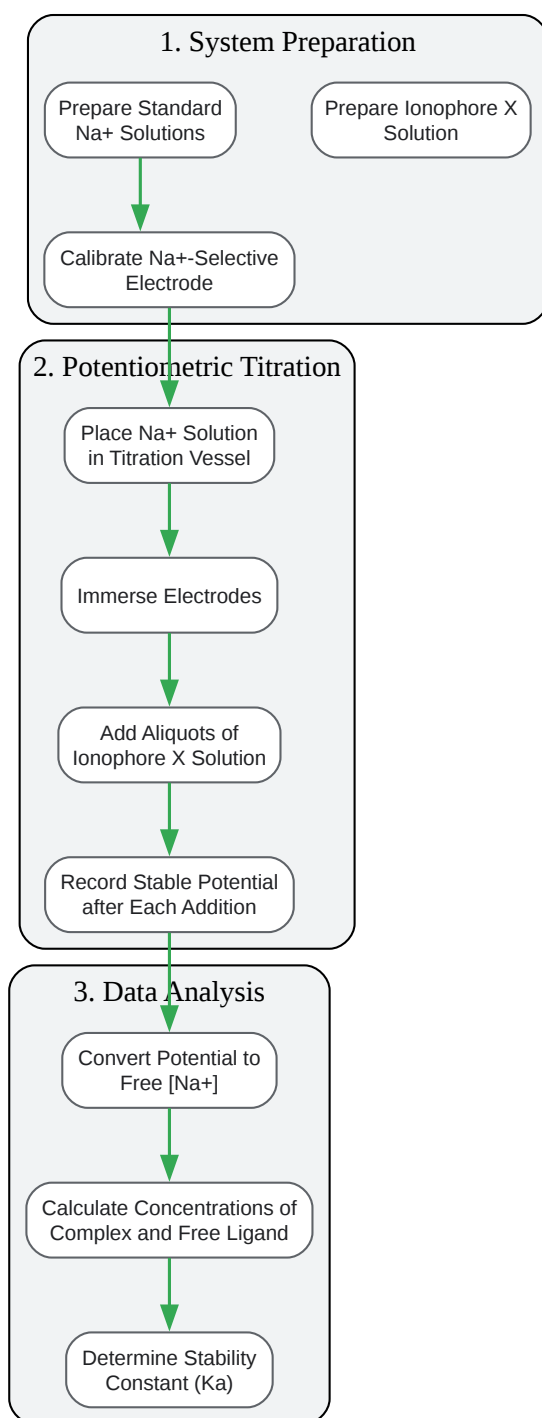 1. System Preparation
Prepare Standard
Na+ Solutions
Prepare Ionophore X
Solution
Calibrate Na+-Selective
Electrode
2. Potentiometric Titration
Place Na+ Solution
in Titration Vessel
Immerse Electrodes
Add Aliquots of
Ionophore X Solution
Record Stable Potential
after Each Addition
3. Data Analysis
Convert Potential to
Free [Na+]
Calculate Concentrations of
Complex and Free Ligand
Determine Stability
Constant (Ka)